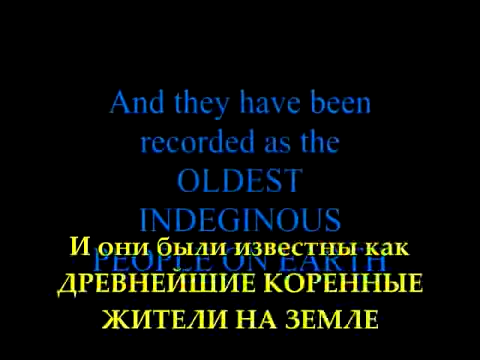 And they have been
recorded as the
OLDEST
INDEGINOUS
И они были известны как
PEOPLE ON EARTH
ДРЕВНЕЙШИЕ КОРЕННЫЕ
ЖИТЕЛИ НА ЗЕМЛЕ